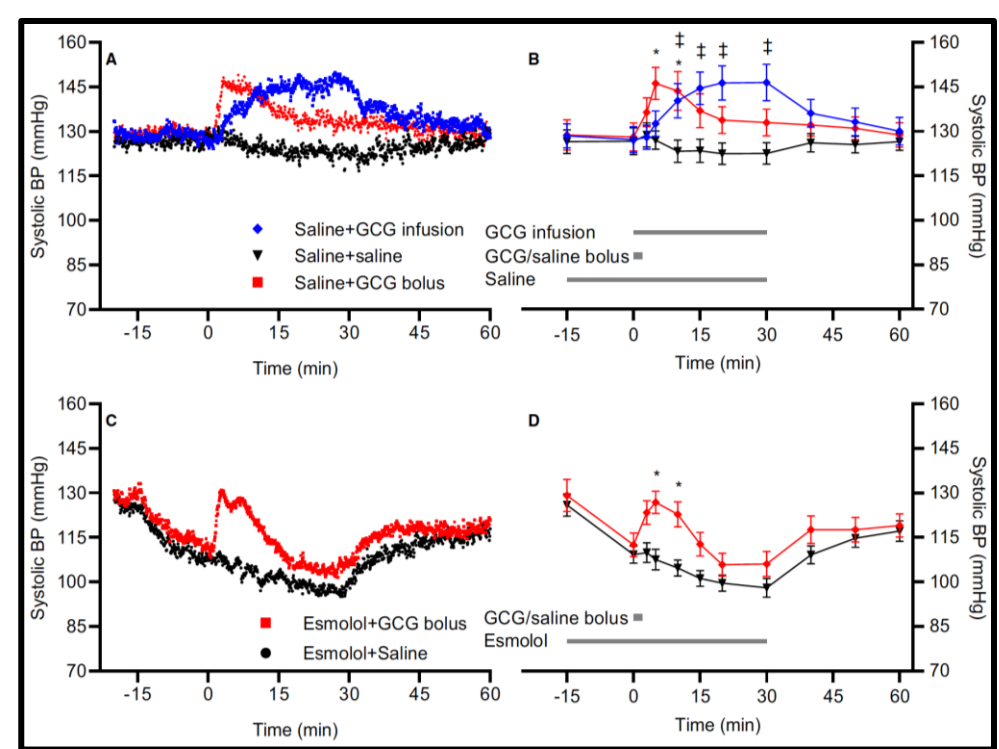 A
B
160
145
130
115
100
85
70
Systolic BP (mmHg)
-15 0 15 30 45 60
Time (min)
Saline+GCG infusion
Saline+saline
Saline+GCG bolus
* ‡ * ‡ ‡ ‡
GCG infusion
GCG/saline bolus
Saline
-15 0 15 30 45 60
Time (min)
160
145
130
115
100
85
70
Systolic BP (mmHg)
C
D
160
145
130
115
100
85
70
Systolic BP (mmHg)
Esmolol+GCG bolus
Esmolol+Saline
-15 0 15 30 45 60
Time (min)
* *
GCG/saline bolus
Esmolol
-15 0 15 30 45 60
Time (min)
160
145
130
115
100
85
70
Systolic BP (mmHg)